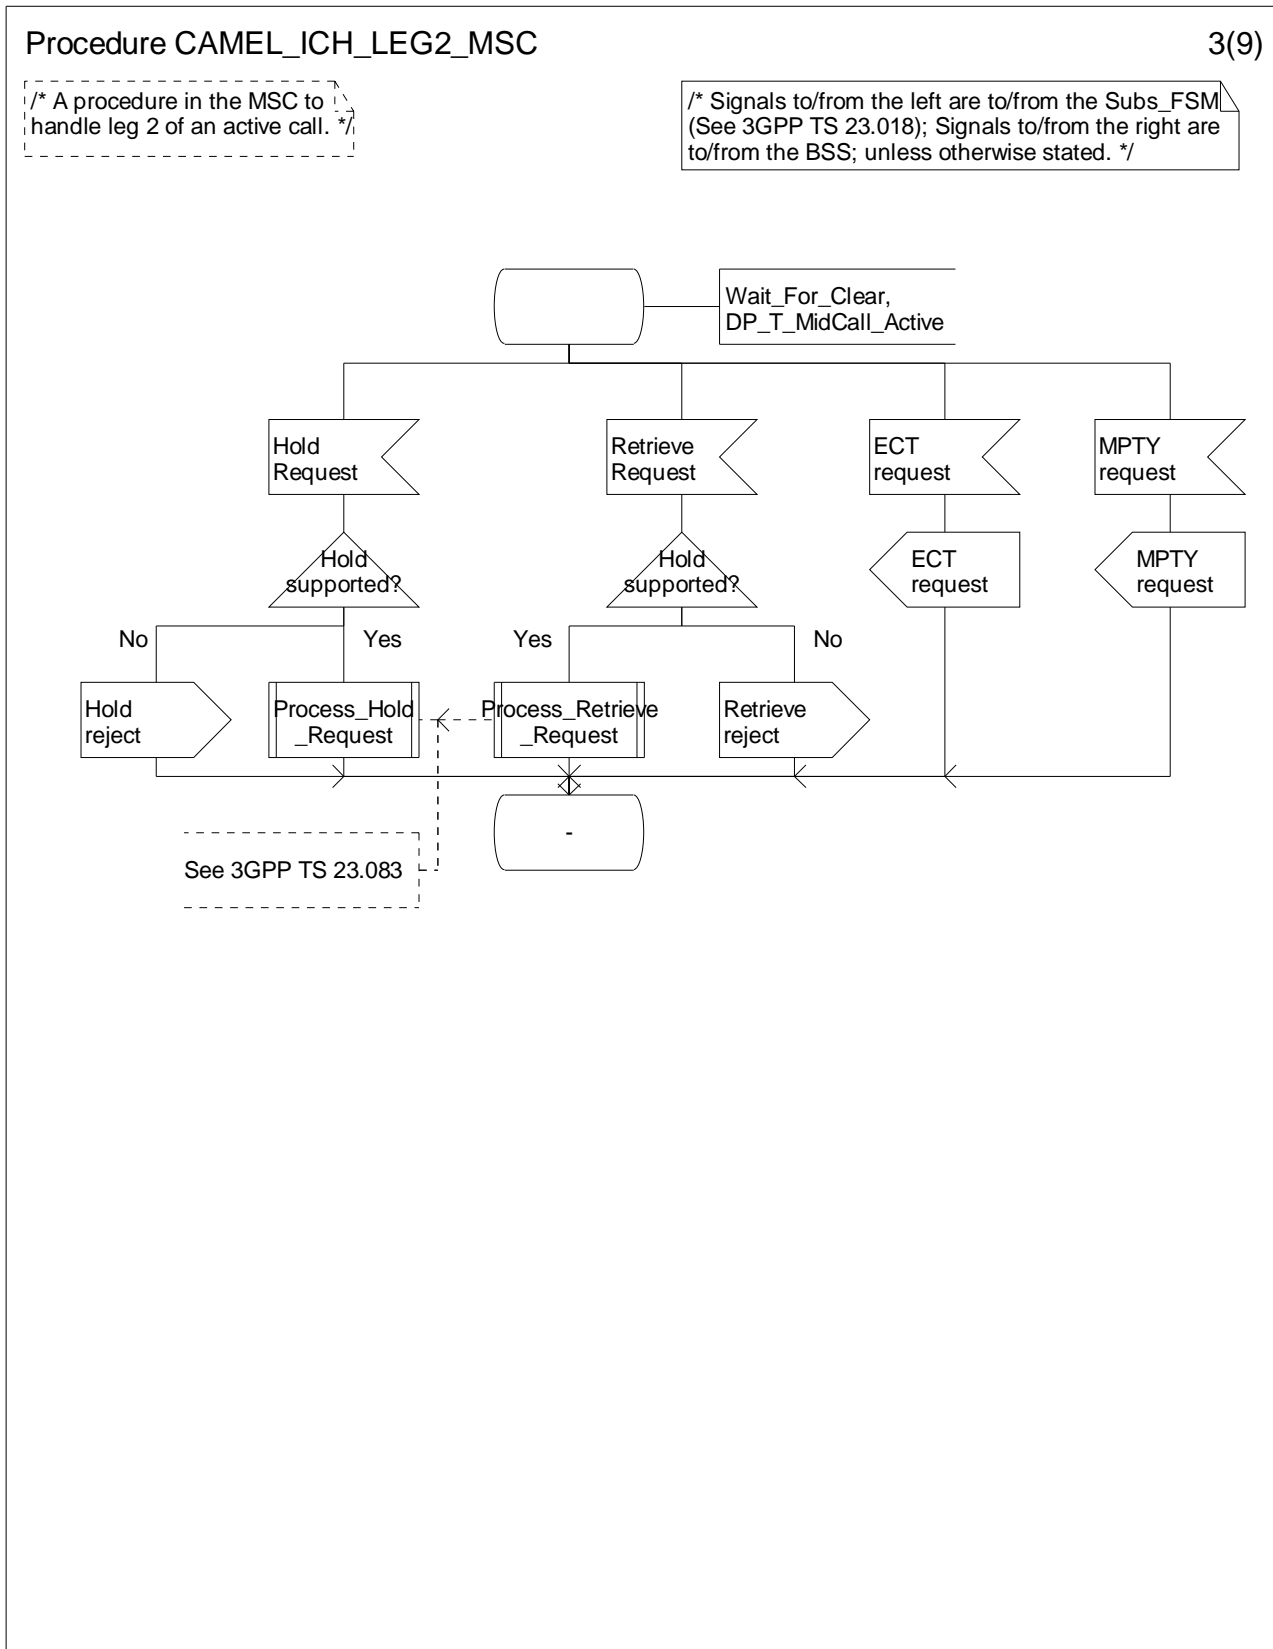 Procedure CAMEL_ICH_LEG2_MSC
3(9)
/* A procedure in the MSC to
handle leg 2 of an active call. */
/* Signals to/from the left are to/from the Subs_FSM
(See 3GPP TS 23.018); Signals to/from the right are
to/from the BSS; unless otherwise stated. */
Wait_For_Clear,
DP_T_MidCall_Active
Hold
Request
Retrieve
Request
ECT
request
MPTY
request
Hold
supported?
Hold
supported?
ECT
request
MPTY
request
No
Yes
Yes
No
Hold
reject
Process_Hold
_Request
Process_Retrieve
_Request
Retrieve
reject
-
See 3GPP TS 23.083